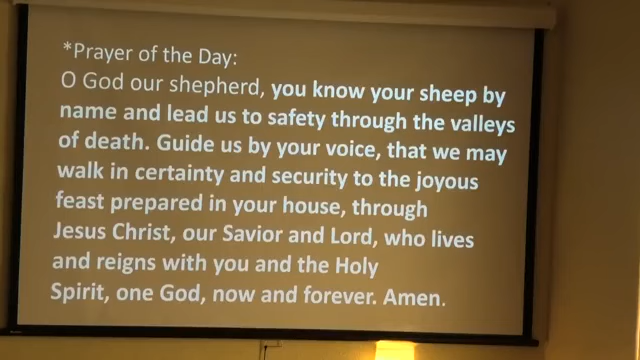 *Prayer of the Day:
O God our shepherd, you know your sheep by
name and lead us to safety through the valleys
of death. Guide us by your voice, that we may
walk in certainty and security to the joyous
feast prepared in your house, through
Jesus Christ, our Savior and Lord, who lives
and reigns with you and the Holy
Spirit, one God, now and forever. Amen.